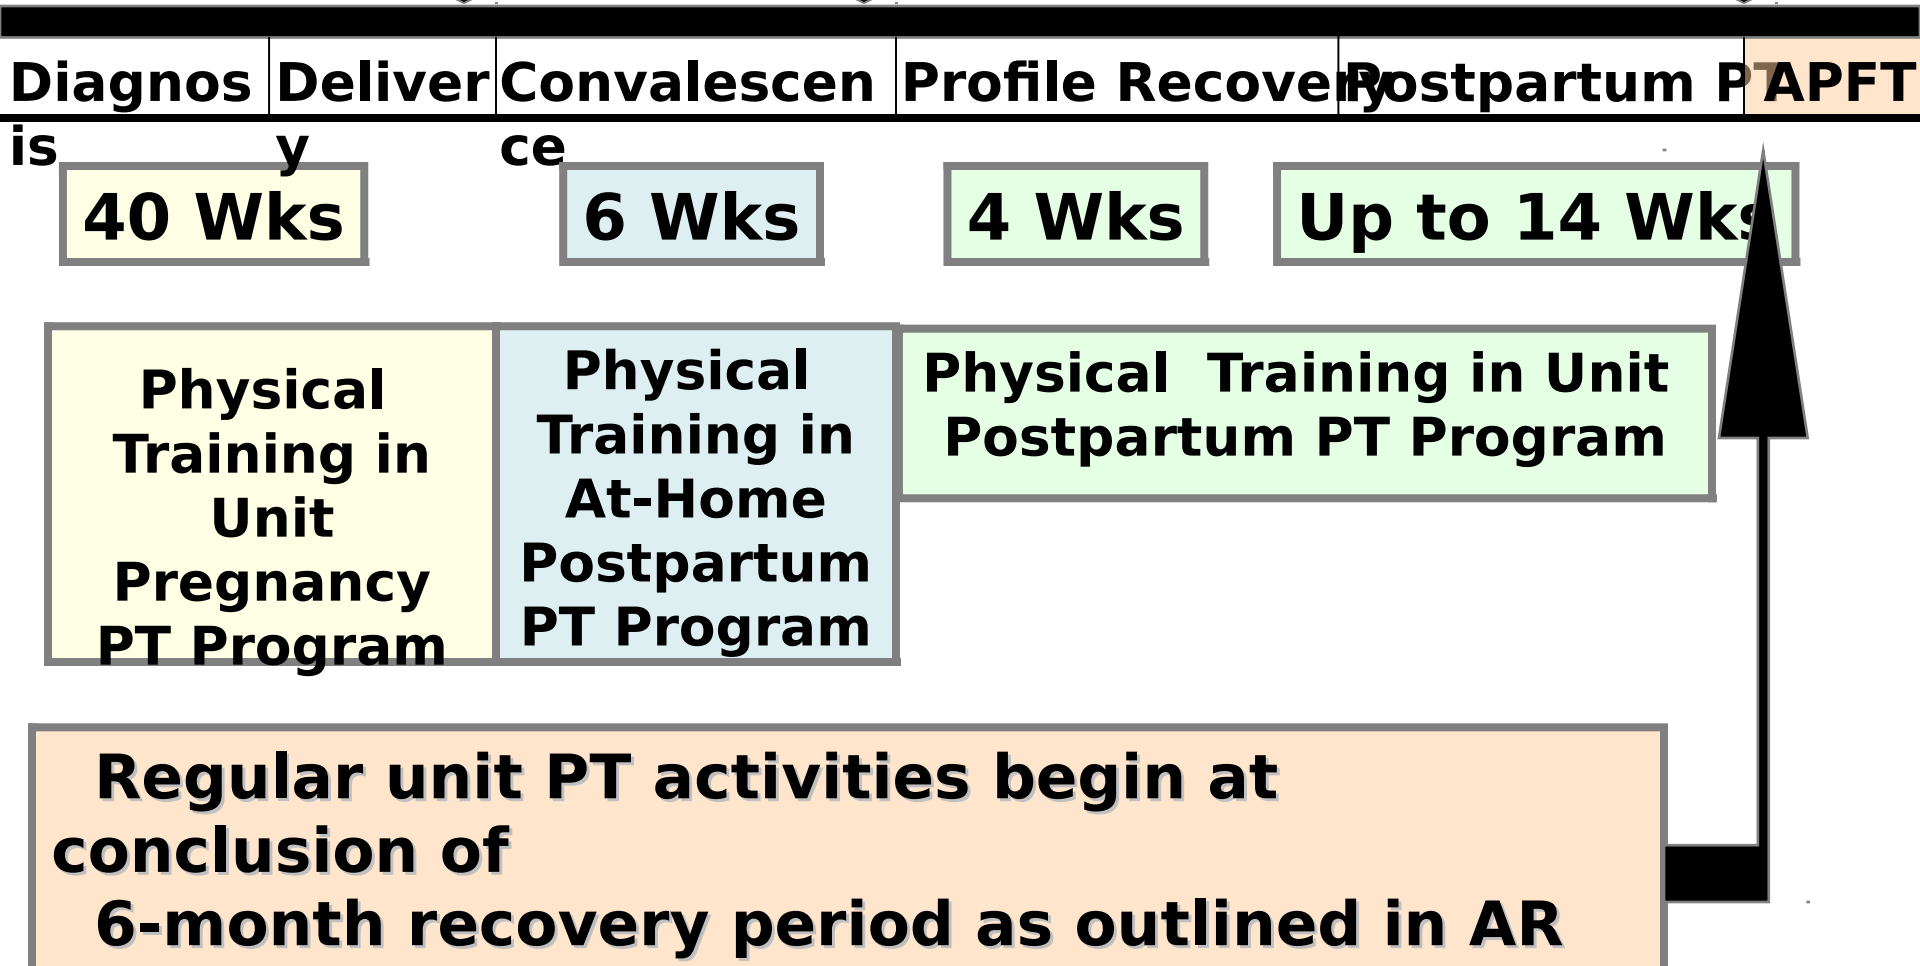 Diagnos
is
Deliver
y
Convalescen
ce
Profile Recovery
Postpartum PT
APFT
40 Wks
6 Wks
4 Wks
Up to 14 Wks
Physical
Training in
Unit
Pregnancy
PT Program
Physical
Training in
At-Home
Postpartum
PT Program
Physical  Training in Unit
Postpartum PT Program
Regular unit PT activities begin at
conclusion of
6-month recovery period as outlined in AR